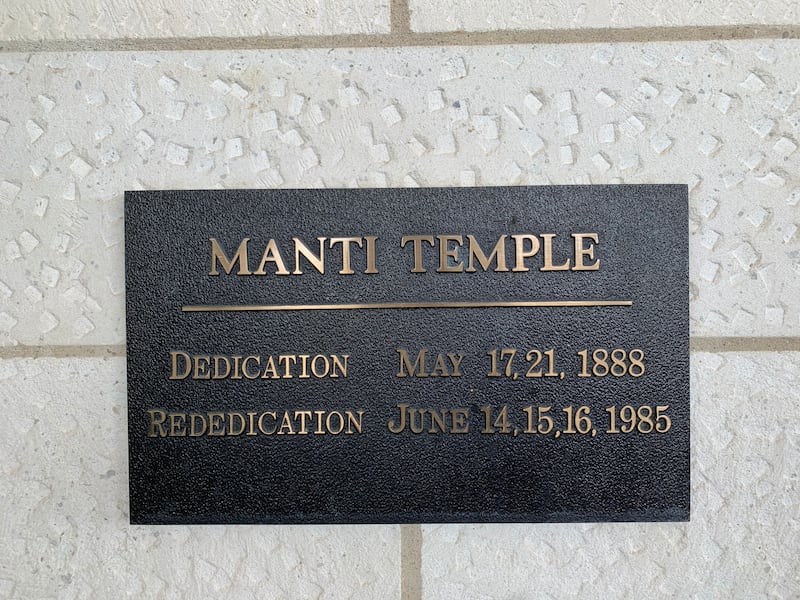 MANTI TEMPLE
DEDICATION MAY 17, 21, 1888
REDEDICATION JUNE 14, 15, 16, 1985